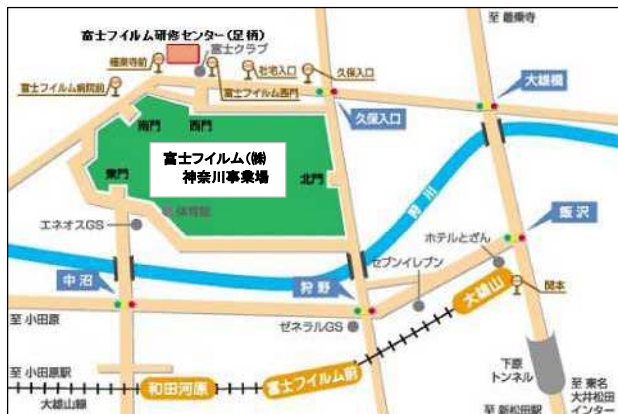 至 最乗寺
富士フイルム研修センター(足柄)
極楽寺前
富士クラブ
社宅入口
久保入口
大雄橋
富士フイルム病院前
富士フイルム西門
久保入口
南門
西門
富士フイルム(株)
神奈川事業場
東門
北門
体育館
狩川
飯沢
エネオスGS
ホテルとざん
中沼
狩野
セブンイレブン
大雄山
関本
至 小田原
ゼネラルGS
至 小田原駅
下原
トンネル
和田河原
富士フイルム前
至 東名
大井松田
インター
大雄山線
至 新松田駅